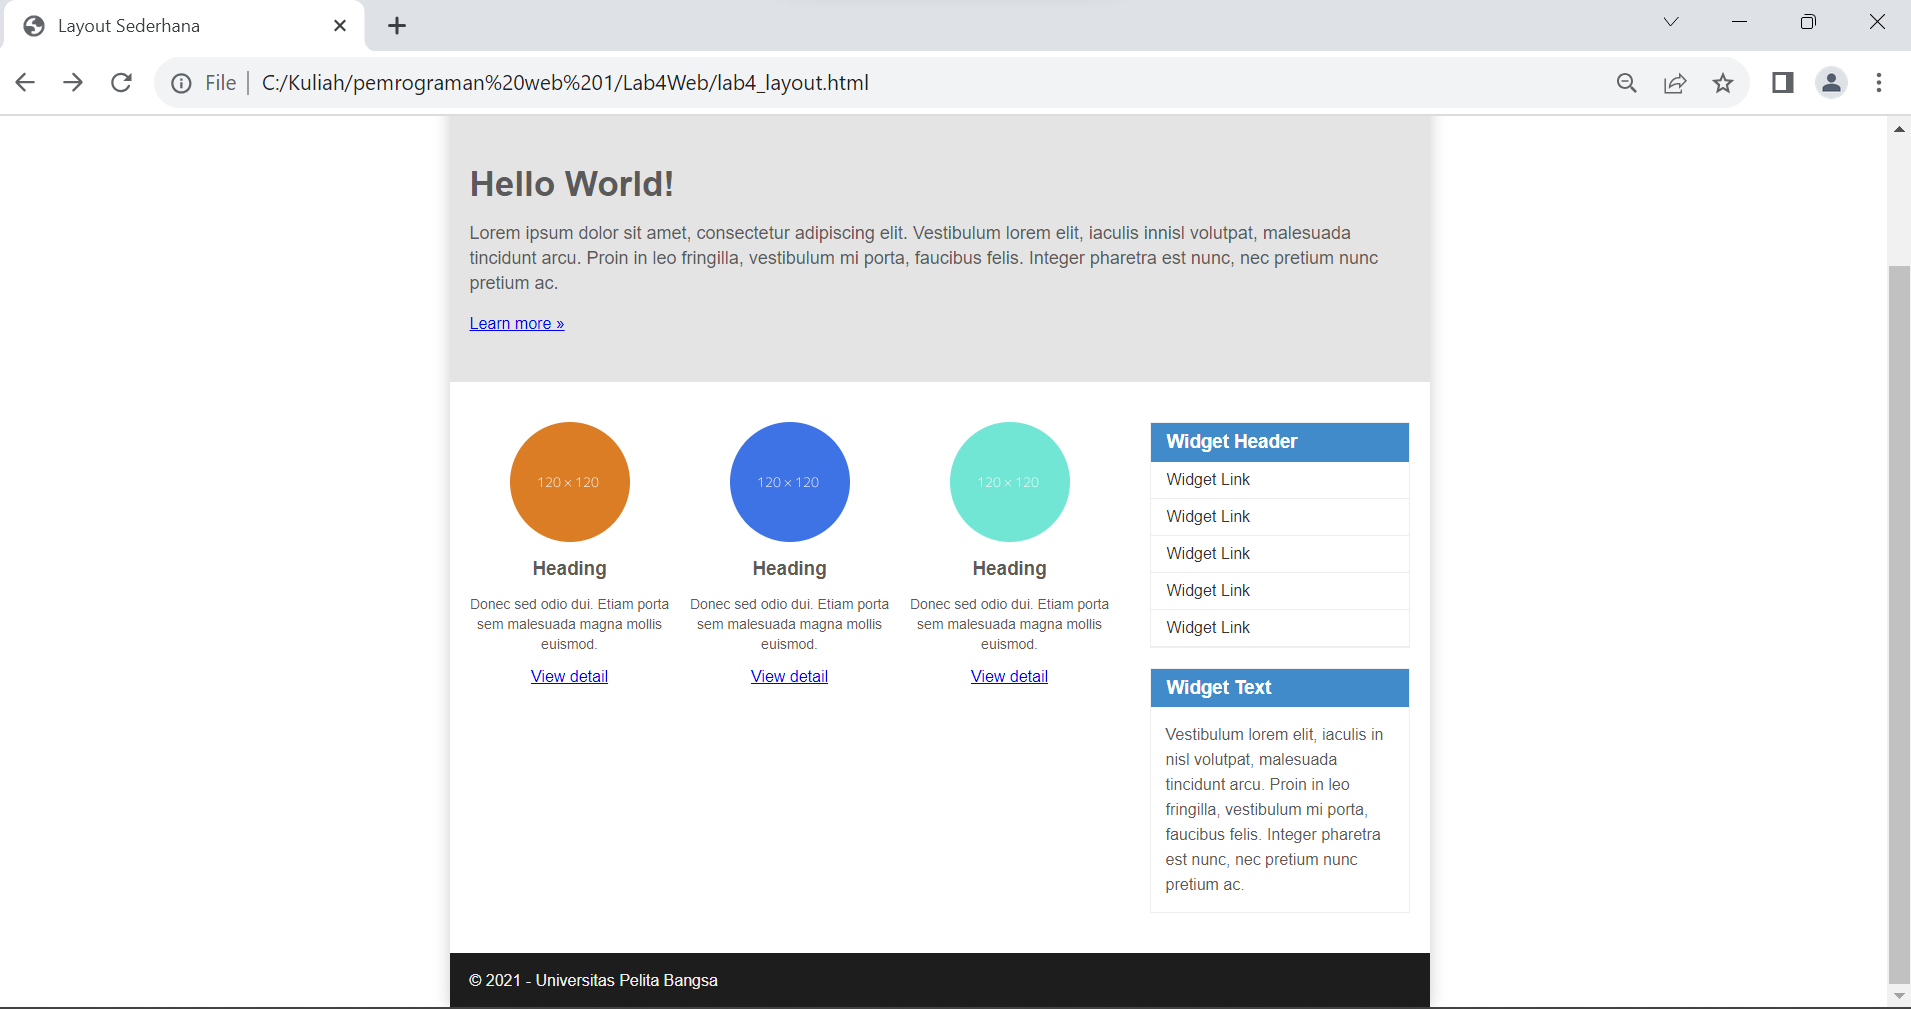 Layout Sederhana
File
C:/Kuliah/pemrograman%20web%201/Lab4Web/lab4_layout.html
Hello World!
Lorem ipsum dolor sit amet, consectetur adipiscing elit. Vestibulum lorem elit, iaculis innisl volutpat, malesuada
tincidunt arcu. Proin in leo fringilla, vestibulum mi porta, faucibus felis. Integer pharetra est nunc, nec pretium nunc
pretium ac.
Learn more »
120 × 120
Heading
Donec sed odio dui. Etiam porta
sem malesuada magna mollis
euismod.
View detail
120 × 120
Heading
Donec sed odio dui. Etiam porta
sem malesuada magna mollis
euismod.
View detail
120 × 120
Heading
Donec sed odio dui. Etiam porta
sem malesuada magna mollis
euismod.
View detail
Widget Header
Widget Link
Widget Link
Widget Link
Widget Link
Widget Link
Widget Text
Vestibulum lorem elit, iaculis in
nisl volutpat, malesuada
tincidunt arcu. Proin in leo
fringilla, vestibulum mi porta,
faucibus felis. Integer pharetra
est nunc, nec pretium nunc
pretium ac.
© 2021 - Universitas Pelita Bangsa